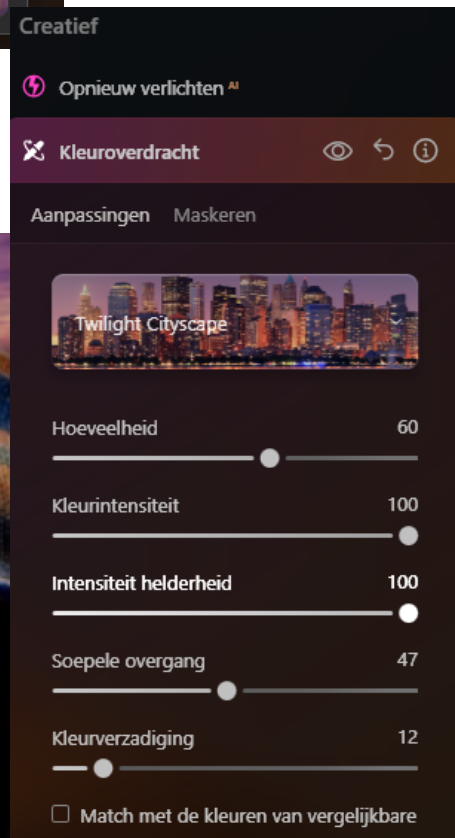 Creatief
Opnieuw verlichten AI
Kleuroverdracht
Aanpassingen Maskeren
Twilight Cityscape
Hoeveelheid 60
Kleurintensiteit 100
Intensiteit helderheid 100
Soepele overgang 47
Kleurverzadiging 12
Match met de kleuren van vergelijkbare